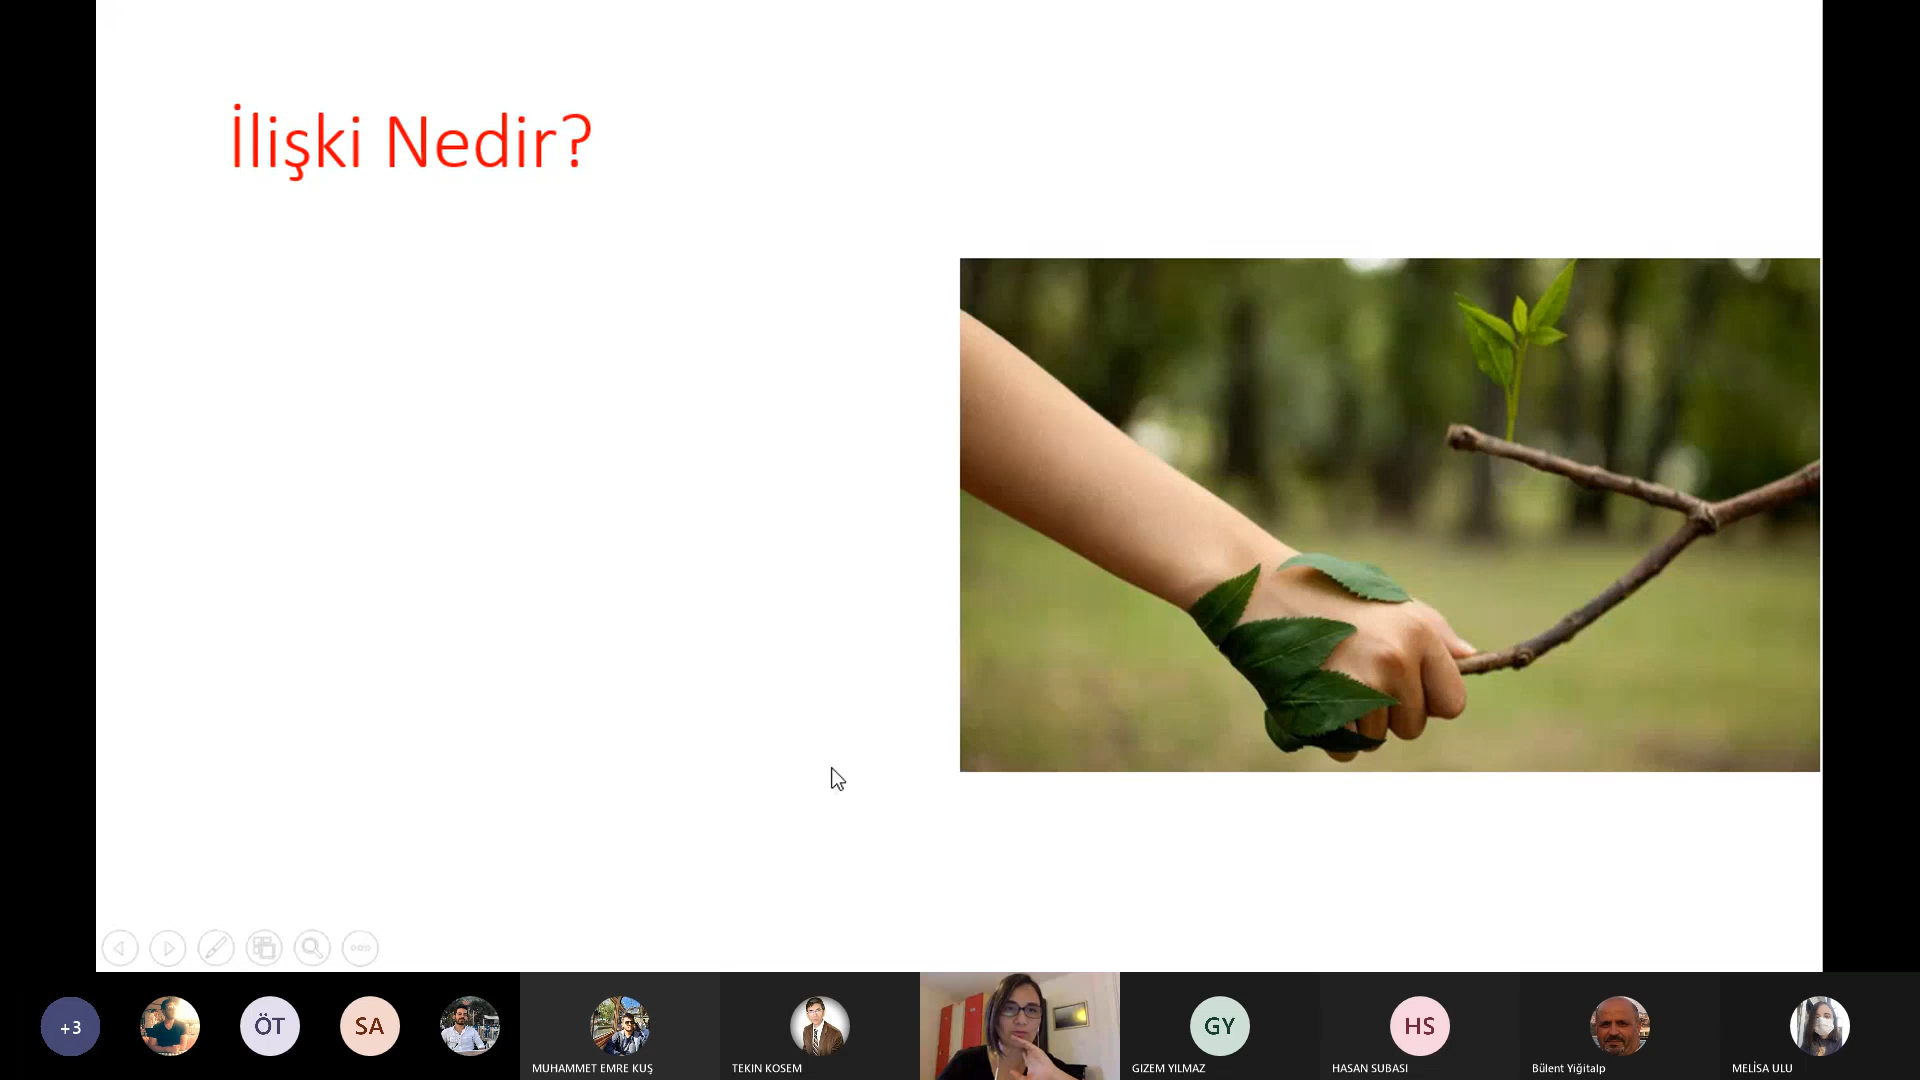 İlişki Nedir?
+3
ÖT
SA
MUHAMMET EMRE KUŞ
TEKIN KOSEM
GY
GIZEM YILMAZ
HS
HASAN SUBASI
Bülent Yiğitalp
MELİSA ULU